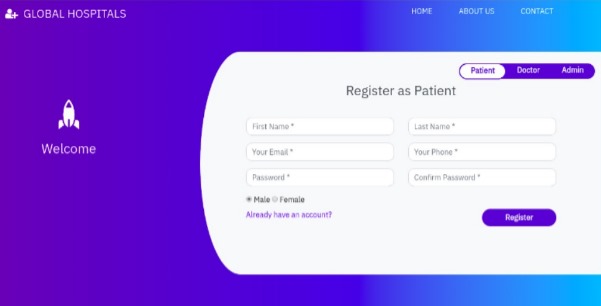 GLOBAL HOSPITALS
HOME ABOUT US CONTACT
Patient Doctor Admin
Register as Patient
Welcome
First Name * Last Name *
Your Email * Your Phone *
Password * Confirm Password *
Male Female
Already have an account?
Register